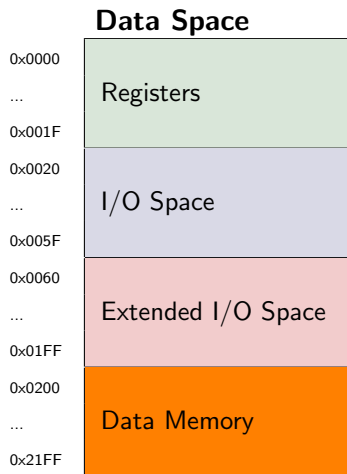 Data Space
0x0000
... Registers
0x001F
0x0020
... I/O Space
0x005F
0x0060
... Extended I/O Space
0x01FF
0x0200
... Data Memory
0x21FF